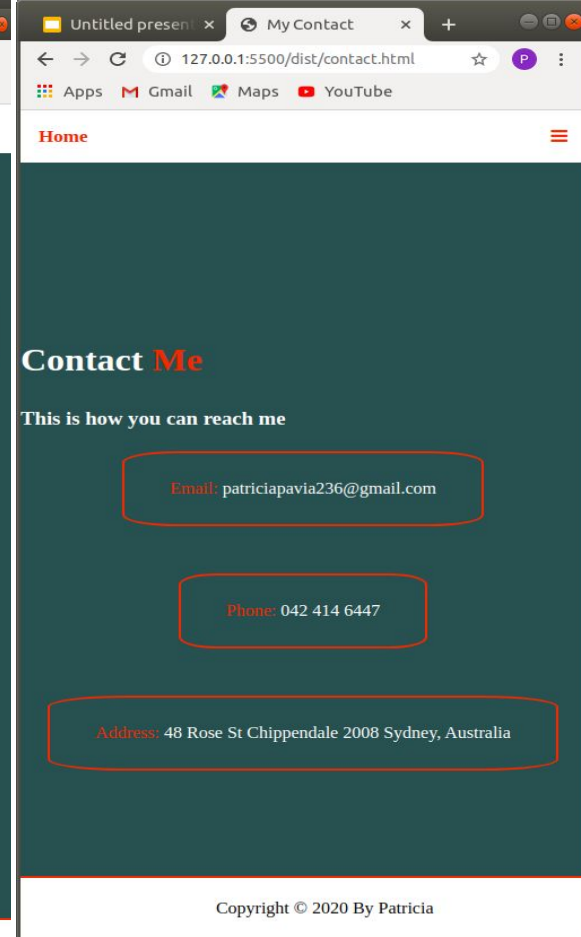 Untitled present
My Contact
127.0.0.1:5500/dist/contact.html
P
Apps Gmail Maps YouTube
Home
Contact Me
This is how you can reach me
Email: patriciapavia236@gmail.com
Phone: 042 414 6447
Address: 48 Rose St Chippendale 2008 Sydney, Australia
Copyright © 2020 By Patricia